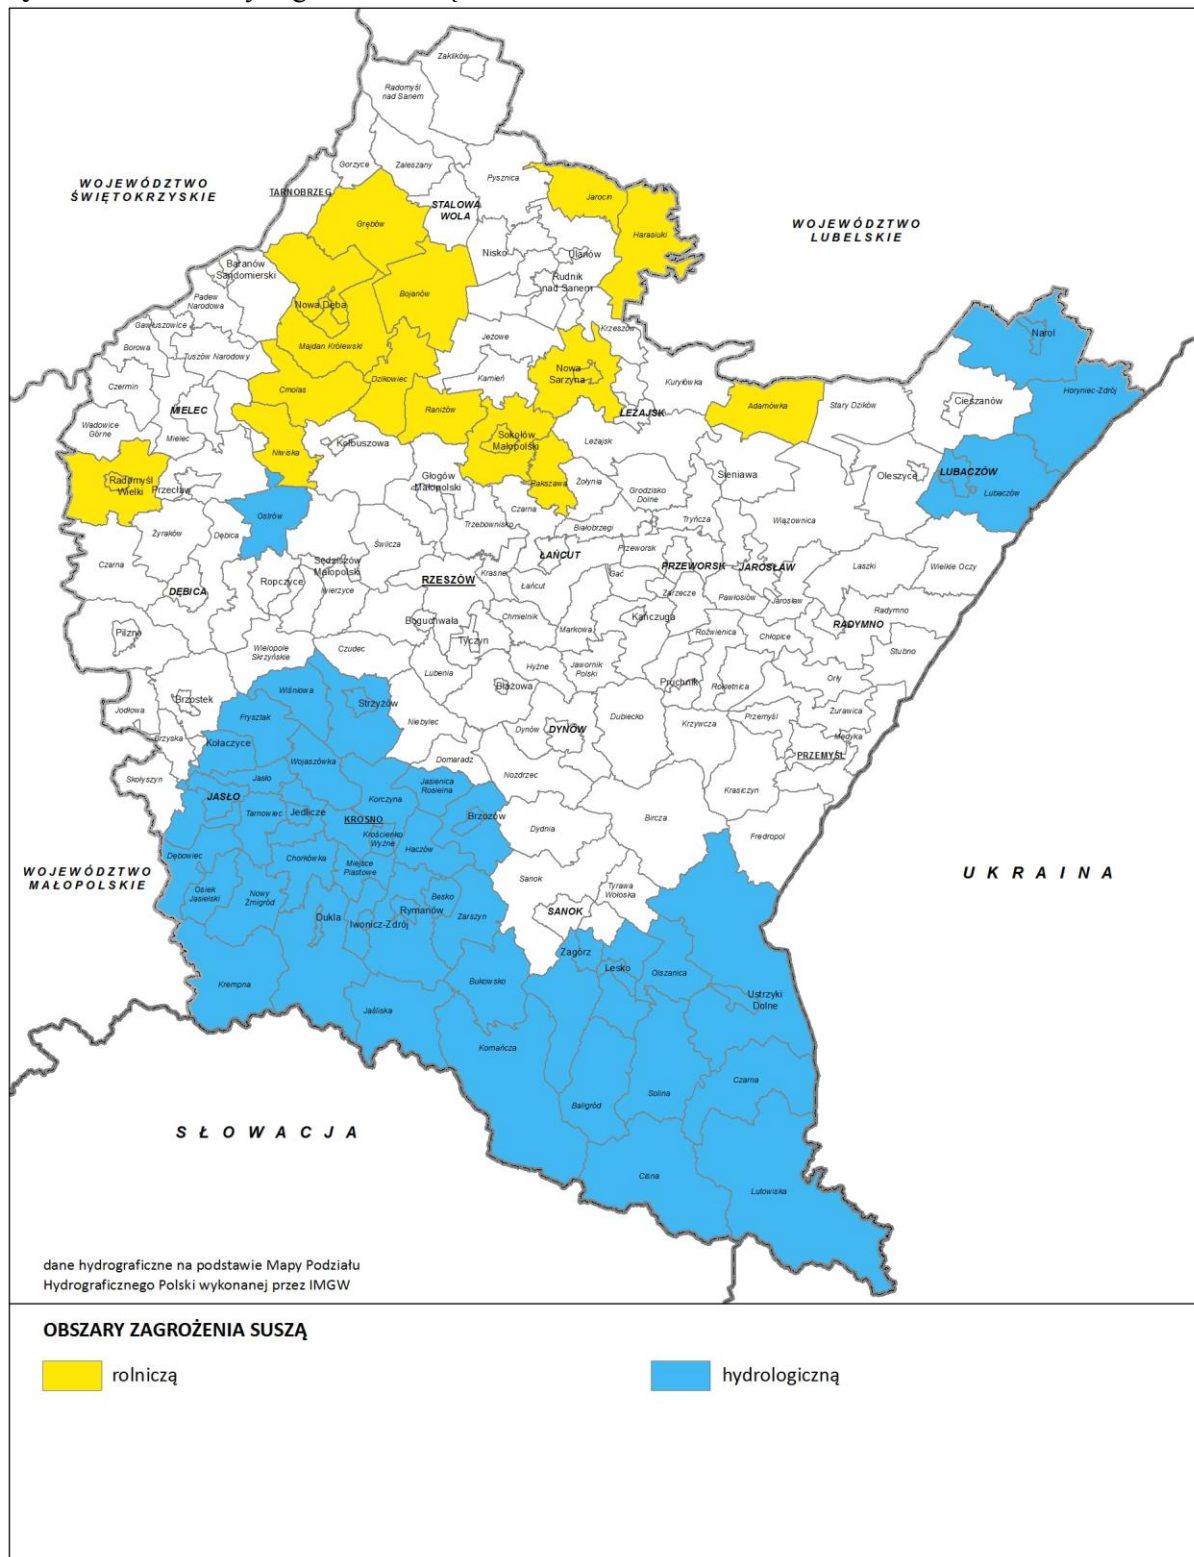 Zaklików
Radomyśl
nad Sanem
Gorzyce
Zaleszany
Pysznica
WOJEWÓDZTWO
ŚWIĘTOKRZYSKIE
TARNOBRZEG
STALOWA
WOLA
Jarocin
Grębów
Harasiuki
WOJEWÓDZTWO
LUBELSKIE
Nisko
Ulanów
Baranów
Sandomierski
Rudnik
nad Sanem
Bojanów
Padew
Narodowa
Nowa Dęba
Gawłuszowice
Krzeszów
Narol
Borowa
Tuszów Narodowy
Majdan Królewski
Jeżowe
Czermin
Cmolas
Dzikowiec
Kamień
Nowa
Sarzyna
Kuryłówka
Horyniec-Zdrój
MIELEC
Raniżów
LEŻAJSK
Adamówka
Stary Dzików
Cieszanów
Wadowice
Górne
Mielec
Kolbuszowa
Sokołów
Małopolski
Leżajsk
Niwiska
Radomyśl
Wielki
Przecław
Głogów
Małopolski
Rakszawa
Żołynia
Sieniawa
Oleszyce
LUBACZÓW
Lubaczów
Grodzisko
Dolne
Ostrów
Czarna
Trzebownisko
Białobrzegi
Tryńcza
Wiązownica
Żyraków
Dębica
Świlcza
Czarna
Sędziszów
Małopolski
ŁAŃCUT
Przeworsk
PRZEWORSK
JAROSŁAW
Laszki
Wielkie Oczy
DĘBICA
Ropczyce
Iwierzyce
RZESZÓW
Krasne
Łańcut
Gać
Zarzecze
Pawłosiów
Jarosław
Radymno
RADYMNO
Boguchwała
Chmielnik
Markowa
Kańczuga
Pilzno
Tyczyn
Roźwienica
Chłopice
Stubno
Wielopole
Skrzyńskie
Czudec
Lubenia
Hyżne
Jawornik
Polski
Pruchnik
Rokietnica
Orły
Wiśniowa
Błażowa
Brzostek
Strzyżów
Żurawica
Jodłowa
Frysztak
Niebylec
Dynów
DYNÓW
Dubiecko
Krzywcza
Przemyśl
Medyka
Brzyska
Kołaczyce
PRZEMYŚL
Wojaszówka
Domaradz
Skołyszyn
Jasło
Jasienica
Rosielna
Nozdrzec
Krasiczyn
JASŁO
Korczyna
Tarnowiec
Jedlicze
KROSNO
Brzozów
Bircza
Dydnia
Fredropol
Krościenko
Wyżne
Haczów
Dębowiec
Chorkówka
Miejsce
Piastowe
WOJEWÓDZTWO
MAŁOPOLSKIE
UKRAINA
Sanok
Tyrawa
Wołoska
Osiek
Jasielski
Nowy
Żmigród
Besko
Dukla
Iwonicz-Zdrój
Rymanów
Zarszyn
SANOK
Zagórz
Lesko
Olszanica
Krempna
Bukowsko
Ustrzyki
Dolne
Jaśliska
Komańcza
Czarna
Solina
Baligród
SŁOWACJA
Cisna
Lutowiska
dane hydrograficzne na podstawie Mapy Podziału
Hydrograficznego Polski wykonanej przez IMGW
OBSZARY ZAGROŻENIA SUSZĄ
rolniczą
hydrologiczną